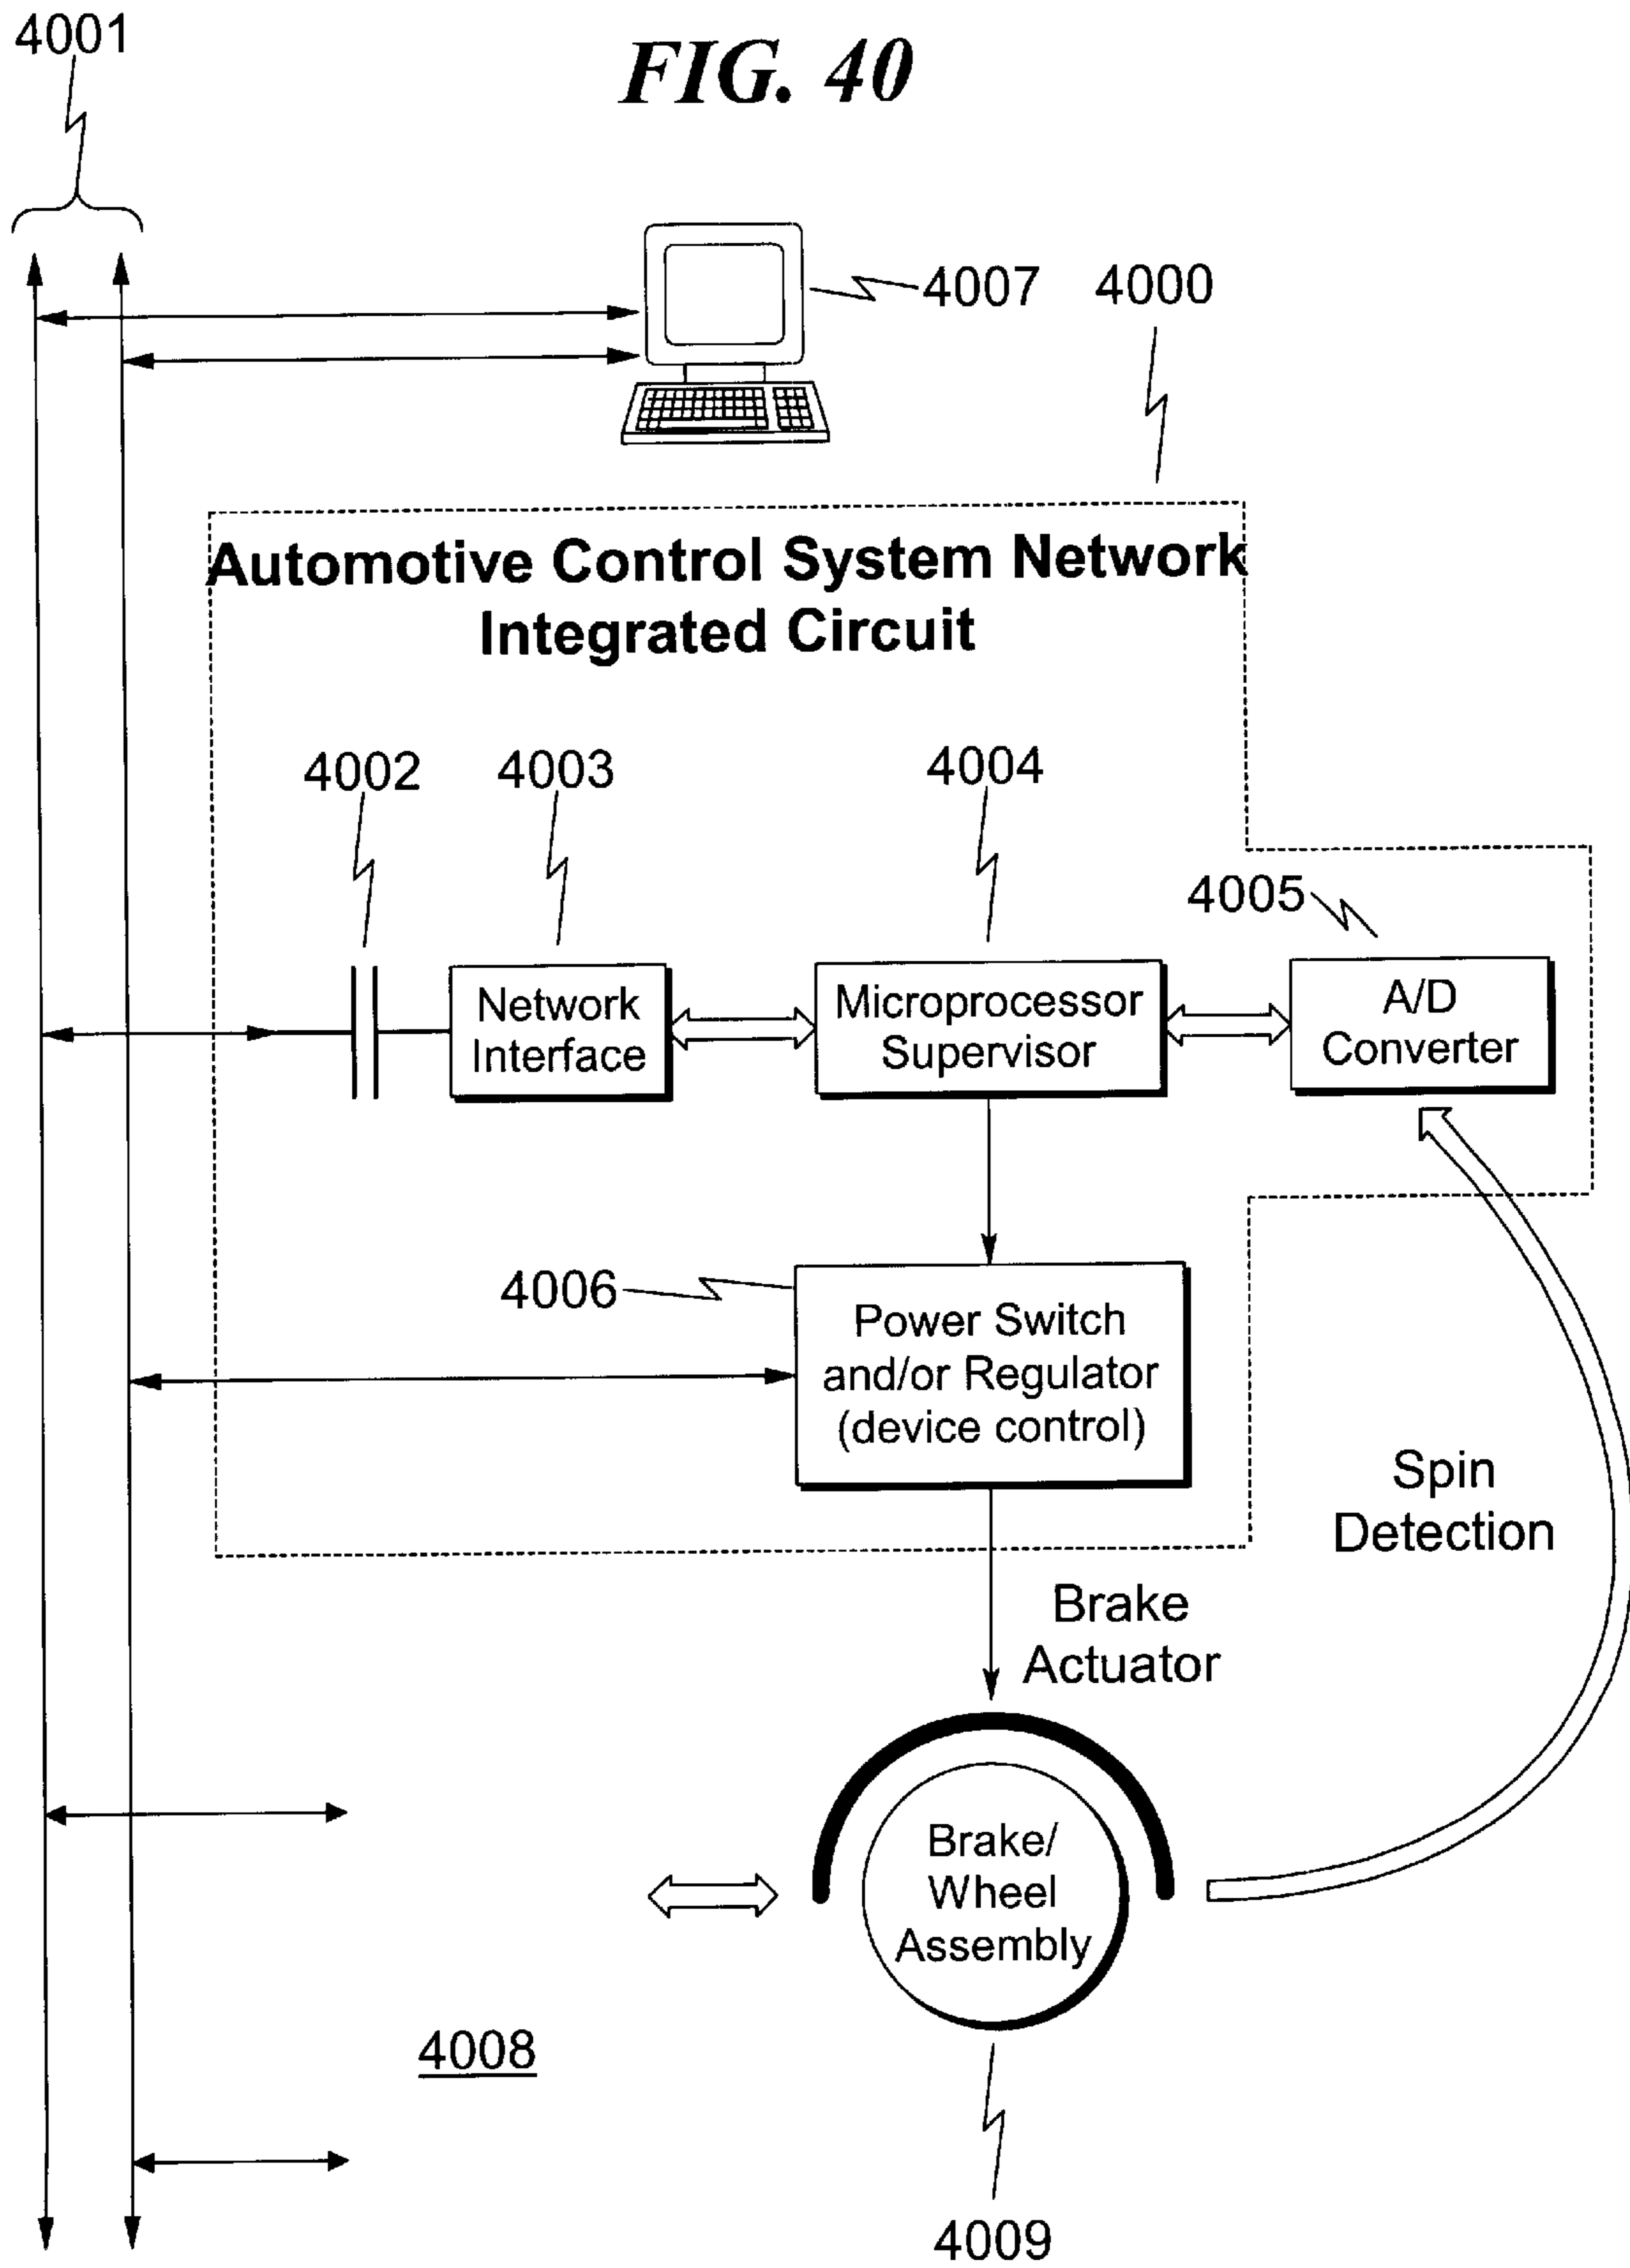 4001
FIG. 40
4007
4000
Automotive Control System Network
Integrated Circuit
4002
4003
4004
4005
Network
Interface
Microprocessor
Supervisor
A/D
Converter
4006
Power Switch
and/or Regulator
(device control)
Spin
Detection
Brake
Actuator
Brake/
Wheel
Assembly
4008
4009